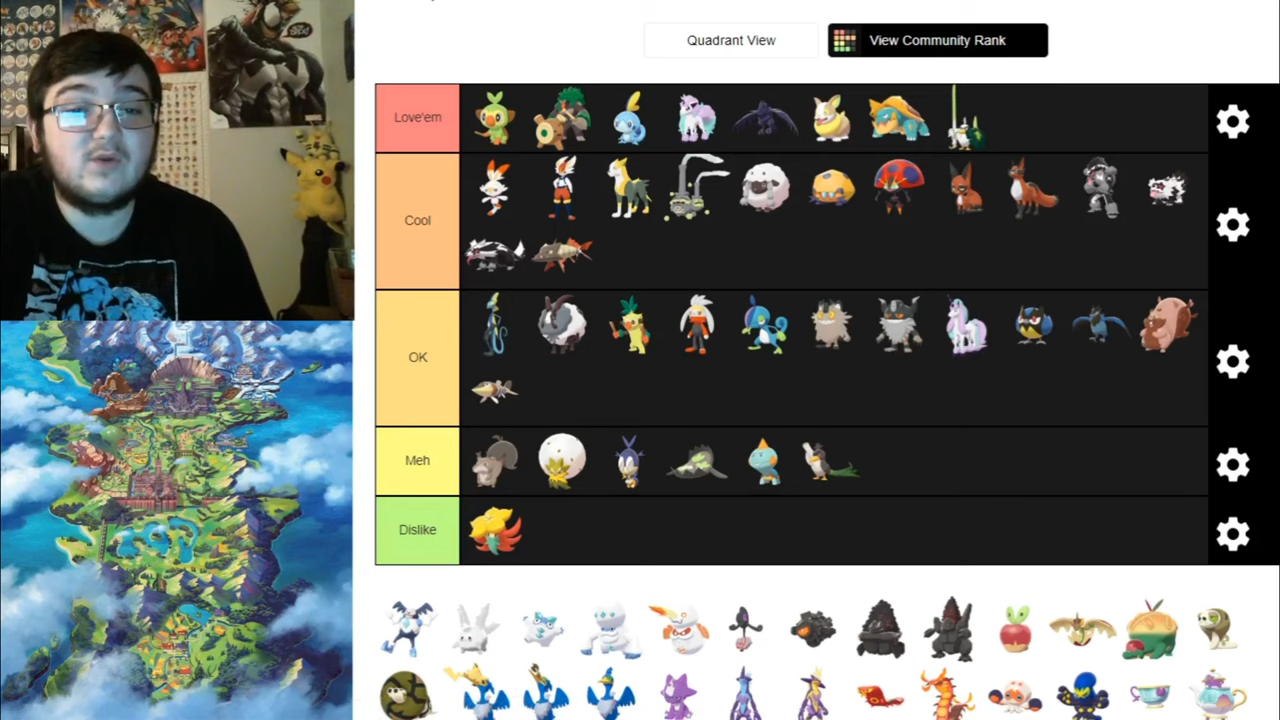 Quadrant View
View Community Rank
Love'em
Cool
OK
Meh
Dislike